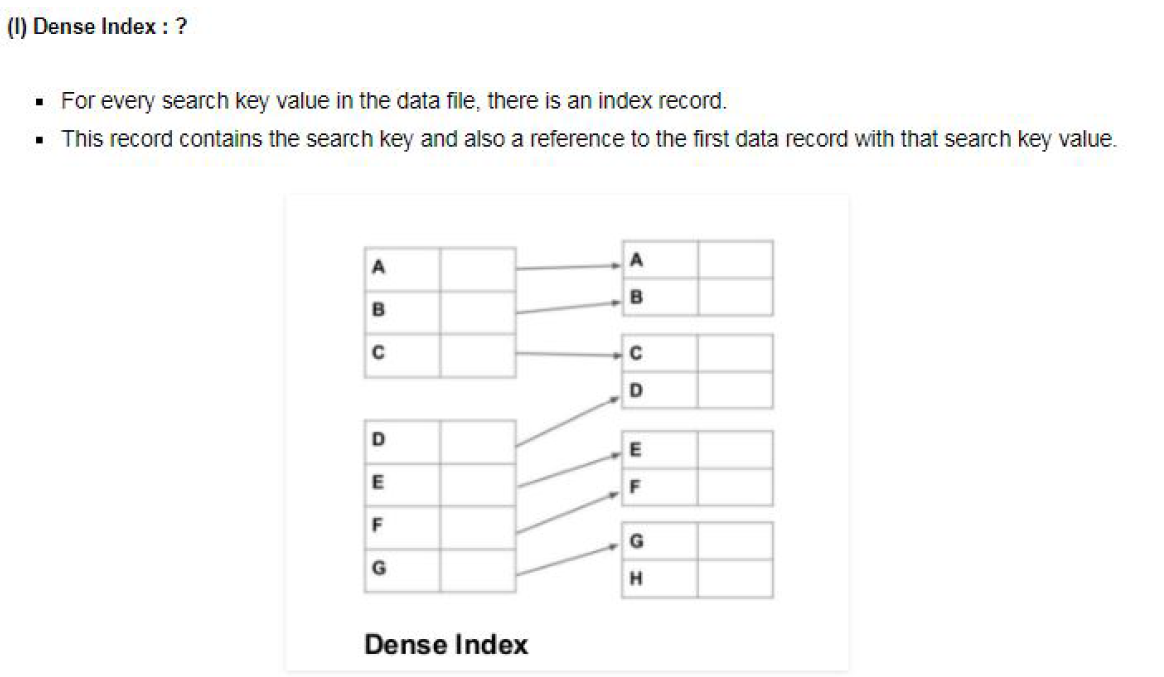 (I) Dense Index : ?
▪ For every search key value in the data file, there is an index record.
▪ This record contains the search key and also a reference to the first data record with that search key value.
A
B
C
D
E
F
G
A
B
C
D
E
F
G
H
Dense Index